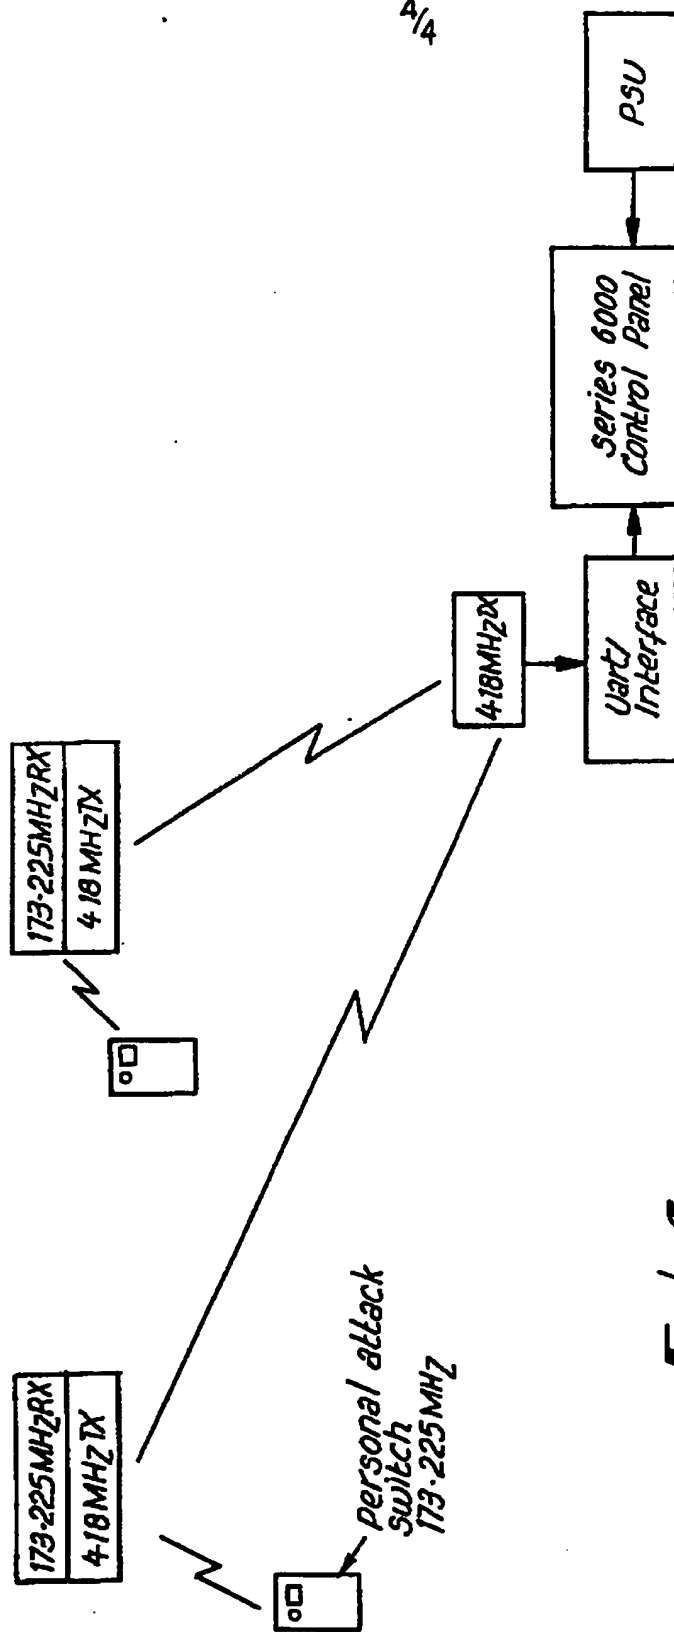 4/4
173·225MHZRX
418MHZTX
173·225MHZRX
418MHZTX
personal attack
switch
173·225MHZ
418MHZTX
Uart/
Interface
Series 6000
Control Panel
PSU